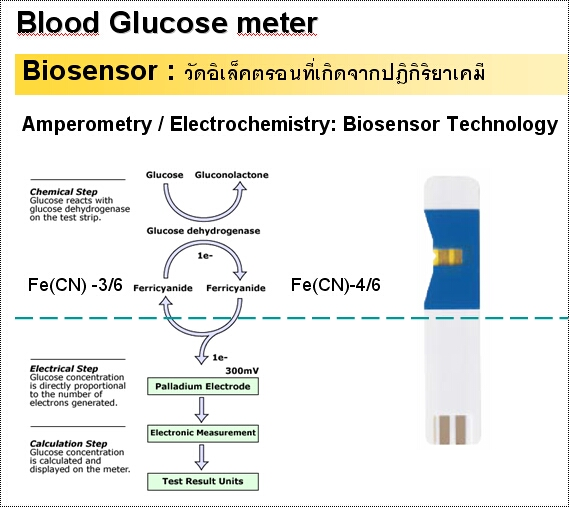 Blood Glucose meter
Biosensor : วัดอิเล็คตรอนที่เกิดจากปฏิกิริยาเคมี
Amperometry / Electrochemistry: Biosensor Technology
Glucose Gluconolactone
Chemical Step
Glucose reacts with
glucose dehydrogenase
on the test strip.
Glucose dehydrogenase
1e-
Fe(CN) -3/6
Ferricyanide Ferricyanide
Fe(CN)-4/6
1e-
300mV
Electrical Step
Glucose concentration
is directly proportional
to the number of
electrons generated.
Palladium Electrode
Electronic Measurement
Calculation Step
Glucose concentration
is calculated and
displayed on the meter.
Test Result Units